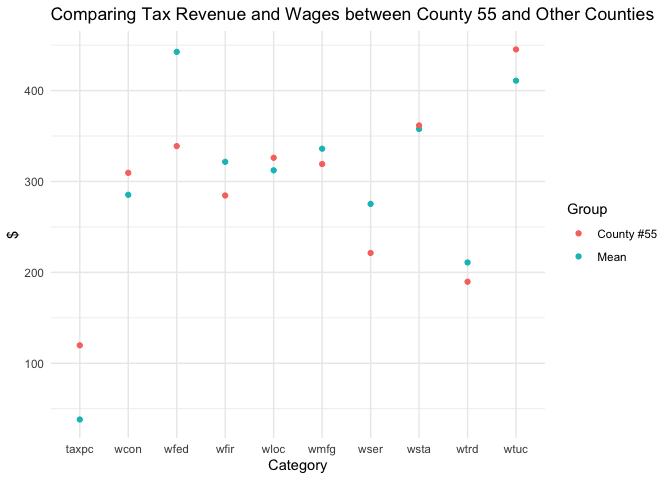 Comparing Tax Revenue and Wages between County 55 and Other Counties
$
400
300
200
100
taxpc wcon wfed wfir wloc wmfg wser wsta wtrd wtuc
Category
Group
County #55
Mean